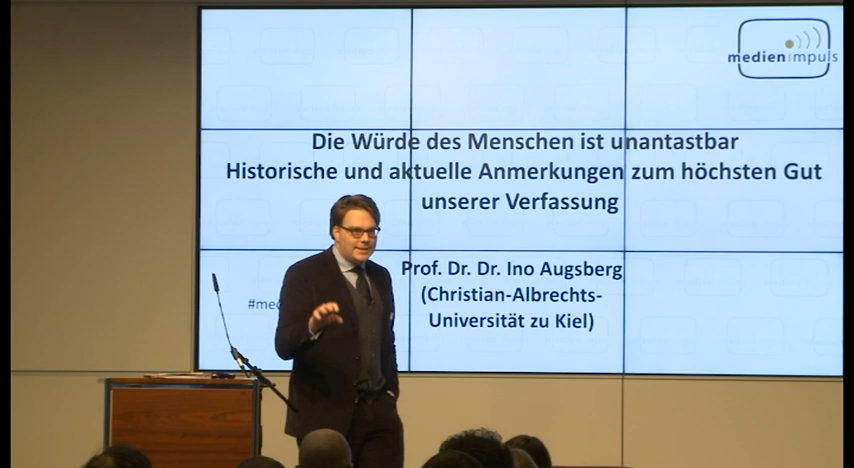 medienimpuls
Die Würde des Menschen ist unantastbar
Historische und aktuelle Anmerkungen zum höchsten Gut
unserer Verfassung
Prof. Dr. Dr. Ino Augsberg
(Christian-Albrechts-
Universität zu Kiel)